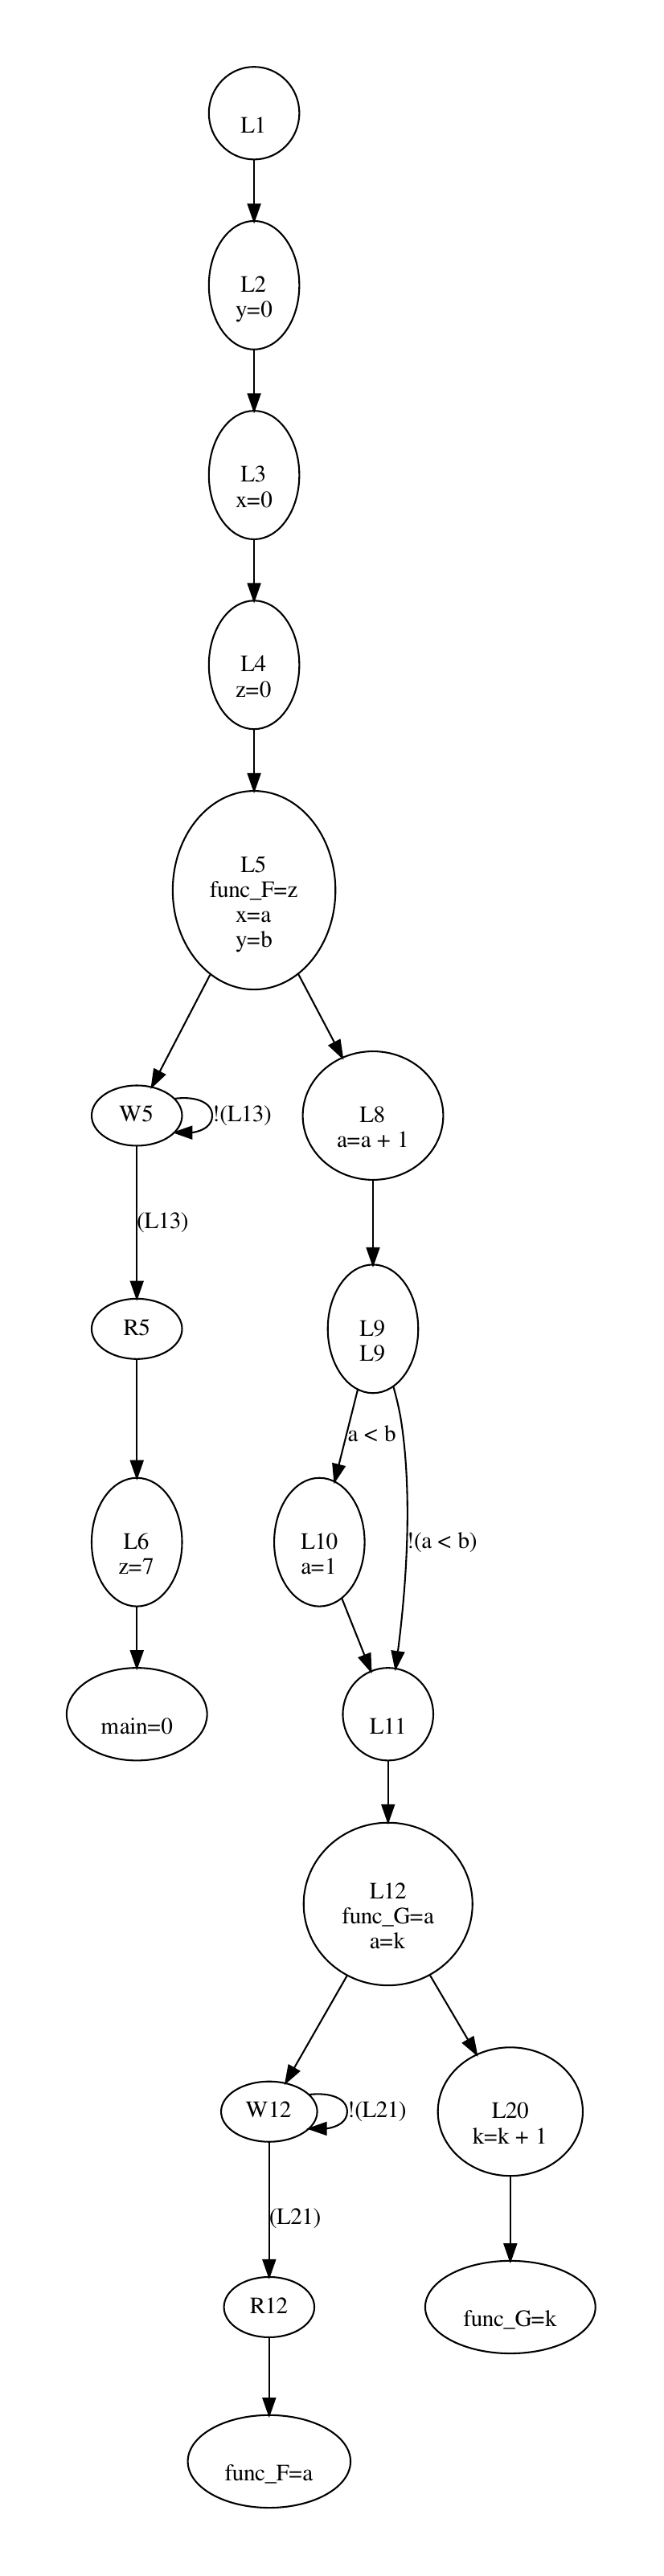 L1
L2
y=0
L3
x=0
L4
z=0
L5
func_F=z
x=a
y=b
W5
!(L13)
L8
a=a + 1
(L13)
R5
L9
L9
a < b
L6
z=7
L10
a=1
!(a < b)
main=0
L11
L12
func_G=a
a=k
W12
!(L21)
L20
k=k + 1
(L21)
R12
func_G=k
func_F=a